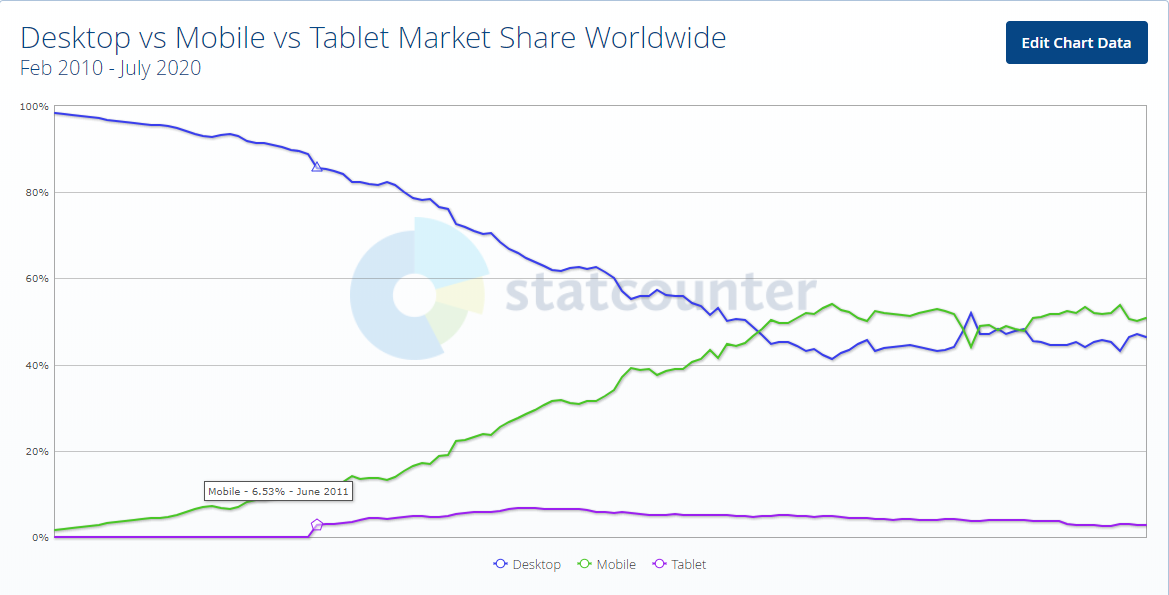 Desktop vs Mobile vs Tablet Market Share Worldwide
Feb 2010 - July 2020
Edit Chart Data
100%
80%
60%
statcounter
40%
20%
Mobile - 6.53% - June 2011
0%
Desktop Mobile Tablet